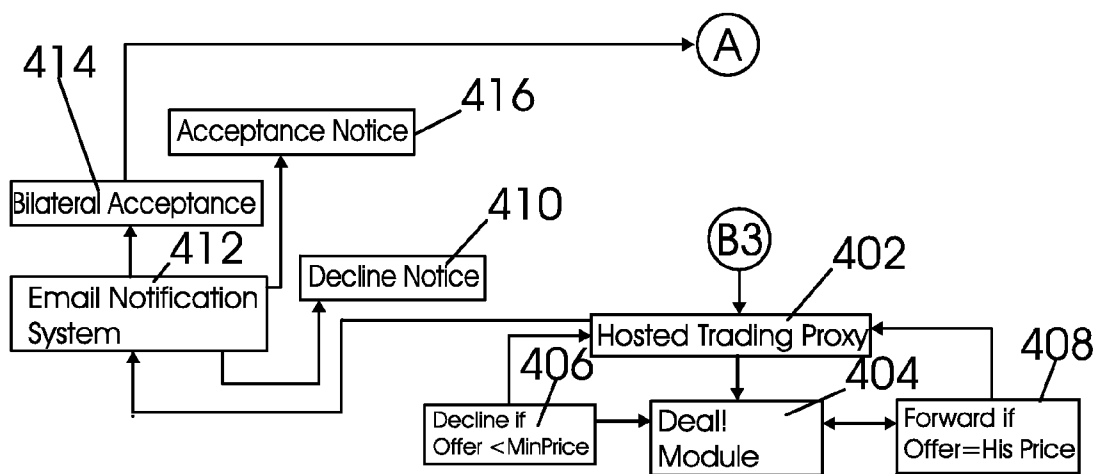 A
414
416
Acceptance Notice
Bilateral Acceptance
412
410
Email Notification
System
Decline Notice
B3
402
Hosted Trading Proxy
406
404
408
Decline if
Offer <MinPrice
Deal!
Module
Forward if
Offer=His Price